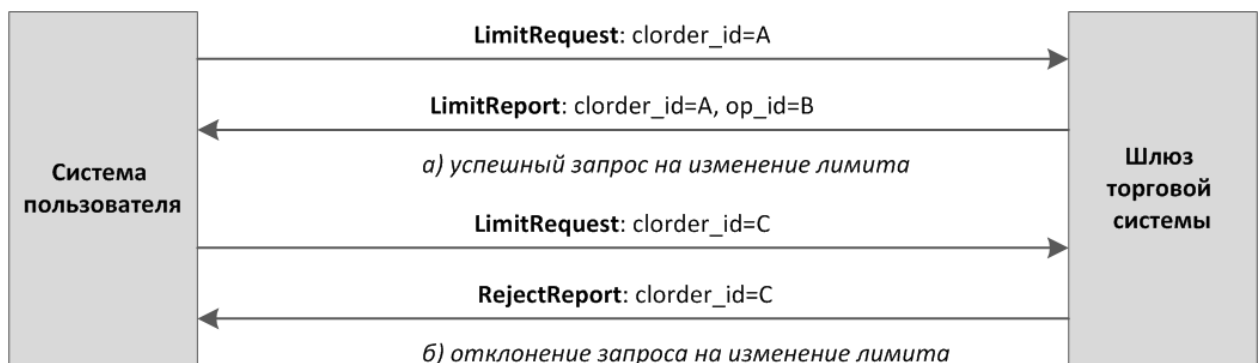 LimitRequest: clorder_id=A
LimitReport: clorder_id=A, op_id=B
а) успешный запрос на изменение лимита
Система
пользователя
Шлюз
торговой
системы
LimitRequest: clorder_id=C
RejectReport: clorder_id=C
б) отклонение запроса на изменение лимита